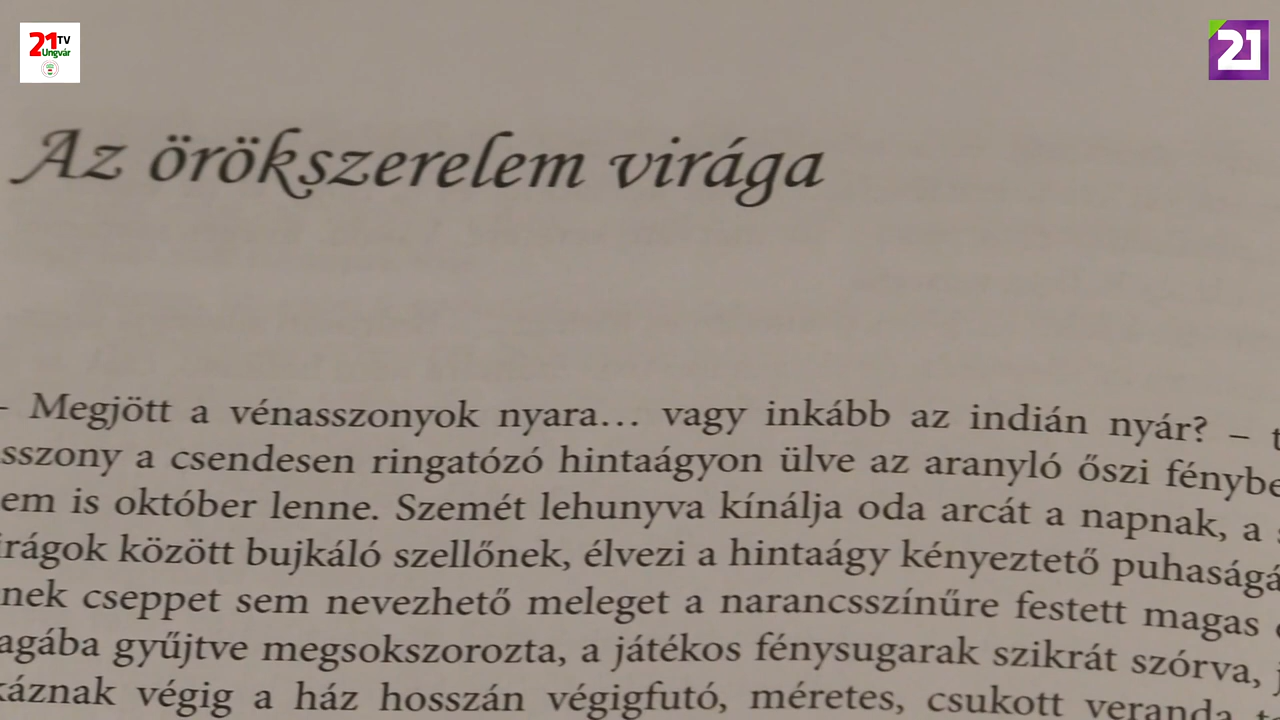 21 TV
Ungvár
21
Az örökszerelem virága
– Megjött a vénasszonyok nyara… vagy inkább az indián nyár? –
sszony a csendesen ringatózó hintaágyon ülve az aranyló őszi fénybe
em is október lenne. Szemét lehunyva kínálja oda arcát a napnak, a
irágok között bujkáló szellőnek, élvezi a hintaágy kényeztető puhaságá
nek cseppet sem nevezhető meleget a narancsszínűre festett magas
agába gyűjtve megsokszorozta, a játékos fénysugarak szikrát szórva,
káznak végig a ház hosszán végigfutó, méretes, csukott veranda